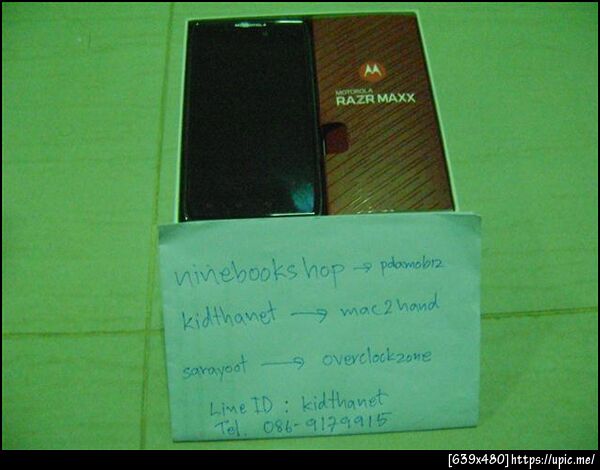 MOTOROLA
MOTOROLA
RAZR MAXX
ninebookshop → pdamobiz
kidthanet → mac2hand
sarayoot → overclockzone
Line ID : kidthanet
Tel. 086-9179915
[639x480]https://upic.me/